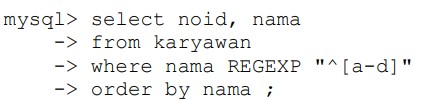 mysql> select noid, nama
-> from karyawan
-> where nama REGEXP "^[a-d]"
-> order by nama ;